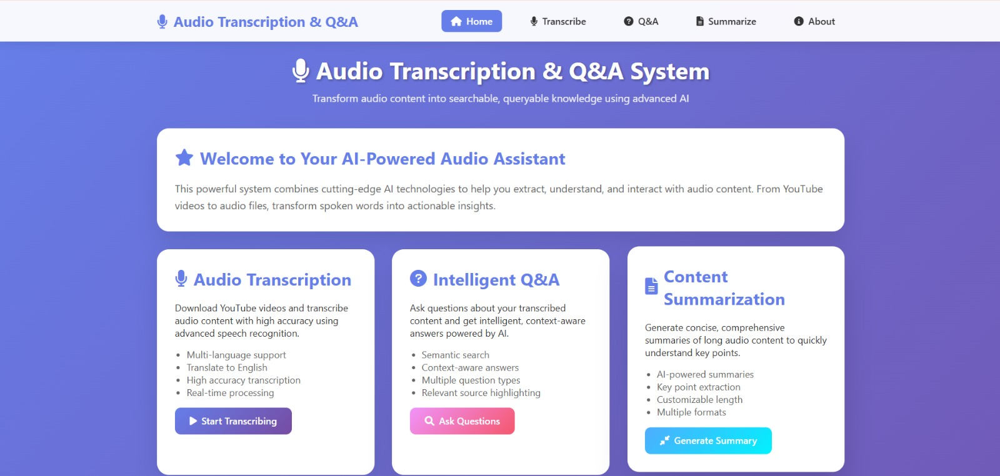 Audio Transcription & Q&A
Home
Transcribe
Q&A
Summarize
About
Audio Transcription & Q&A System
Transform audio content into searchable, queryable knowledge using advanced AI
Welcome to Your AI-Powered Audio Assistant
This powerful system combines cutting-edge AI technologies to help you extract, understand, and interact with audio content. From YouTube
videos to audio files, transform spoken words into actionable insights.
Audio Transcription
Download YouTube videos and transcribe
audio content with high accuracy using
advanced speech recognition.
• Multi-language support
• Translate to English
• High accuracy transcription
• Real-time processing
Start Transcribing
Intelligent Q&A
Ask questions about your transcribed
content and get intelligent, context-aware
answers powered by AI.
• Semantic search
• Context-aware answers
• Multiple question types
• Relevant source highlighting
Ask Questions
Content
Summarization
Generate concise, comprehensive
summaries of long audio content to quickly
understand key points.
• AI-powered summaries
• Key point extraction
• Customizable length
• Multiple formats
Generate Summary